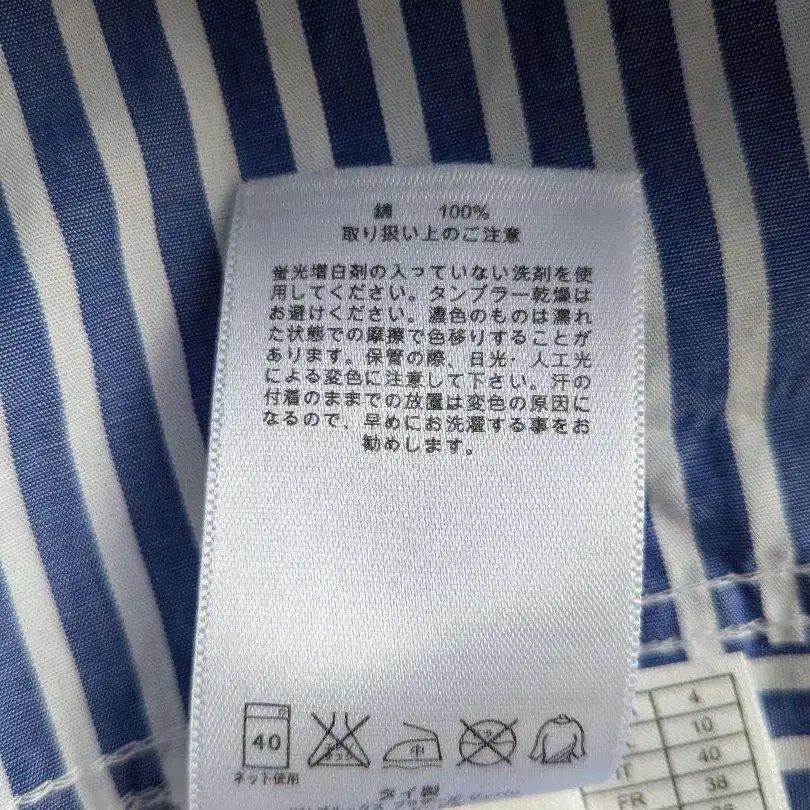 綿 100%
取り扱い上のご注意
蛍光増白剤の入っていない洗剤を使
用してください。タンブラー乾燥は
お避けください。濃色のものは濡れ
た状態での摩擦で色移りすることが
あります。保管の際、日光・人工光
による変色に注意して下さい。汗の
付着のままでの放置は変色の原因に
なるので、早めにお洗濯する事をお
勧めします。
40
中
ネット使用
タイ製
4
10
IT 40
FR 38